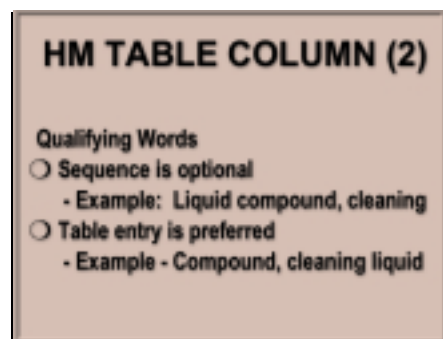 HM TABLE COLUMN (2)
Qualifying Words
❍ Sequence is optional
- Example: Liquid compound, cleaning
❍ Table entry is preferred
- Example - Compound, cleaning liquid